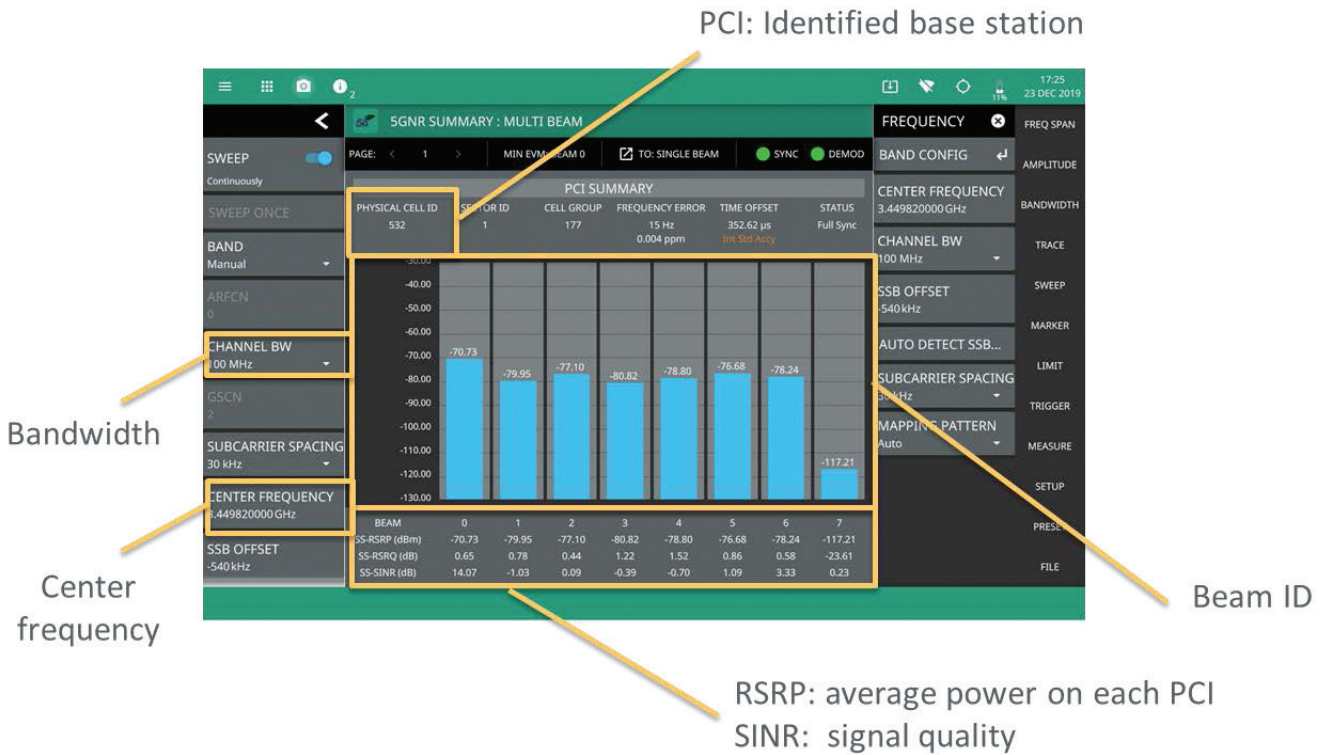 PCI: Identified base station
2
11%
17:25
23 DEC 2019
5G
5GNR SUMMARY : MULTI BEAM
FREQUENCY
FREQ SPAN
SWEEP
Continuously
PAGE: < 1 >
MIN EVM: BEAM 0
TO: SINGLE BEAM
SYNC
DEMOD
BAND CONFIG
AMPLITUDE
SWEEP ONCE
PCI SUMMARY
PHYSICAL CELL ID SECTOR ID CELL GROUP FREQUENCY ERROR TIME OFFSET STATUS
532 1 177 15 Hz 352.62 µs Full Sync
0.004 ppm Int Std Accy
CENTER FREQUENCY
3.449820000 GHz
BANDWIDTH
BAND
Manual
CHANNEL BW
100 MHz
TRACE
ARFCN
0
SSB OFFSET
-540 kHz
SWEEP
CHANNEL BW
100 MHz
AUTO DETECT SSB...
MARKER
GSCN
2
SUBCARRIER SPACING
30 kHz
LIMIT
TRIGGER
SUBCARRIER SPACING
30 kHz
MAPPING PATTERN
Auto
MEASURE
CENTER FREQUENCY
3.449820000 GHz
SETUP
SSB OFFSET
-540 kHz
PRESET
FILE
-30.00
-40.00
-50.00
-60.00
-70.00
-80.00
-90.00
-100.00
-110.00
-120.00
-130.00
-70.73
-79.95
-77.10
-80.82
-78.80
-76.68
-78.24
-117.21
BEAM 0 1 2 3 4 5 6 7
SS-RSRP (dBm) -70.73 -79.95 -77.10 -80.82 -78.80 -76.68 -78.24 -117.21
SS-RSRQ (dB) 0.65 0.78 0.44 1.22 1.52 0.86 0.58 -23.61
SS-SINR (dB) 14.07 -1.03 0.09 -0.39 -0.70 1.09 3.33 0.23
Bandwidth
Center
frequency
Beam ID
RSRP: average power on each PCI
SINR: signal quality